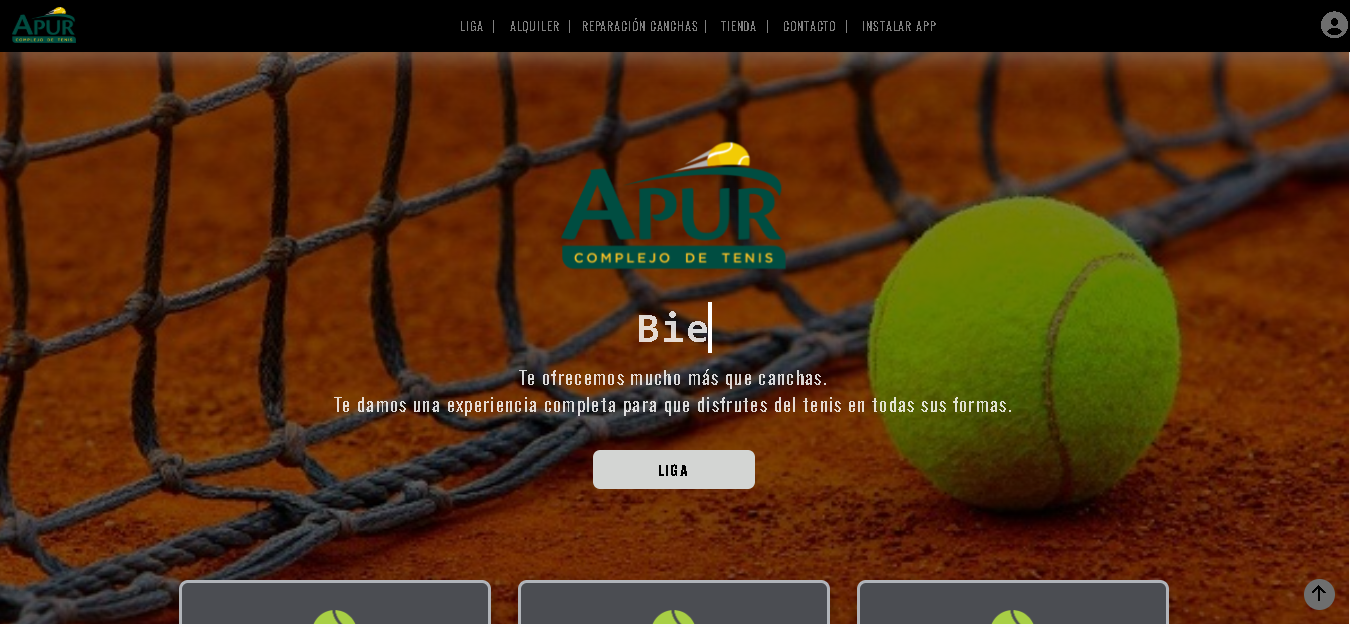 APUR
COMPLEJO DE TENIS
LIGA | ALQUILER | REPARACIÓN CANCHAS | TIENDA | CONTACTO | INSTALAR APP
APUR
COMPLEJO DE TENIS
Bie
Te ofrecemos mucho más que canchas.
Te damos una experiencia completa para que disfrutes del tenis en todas sus formas.
LIGA